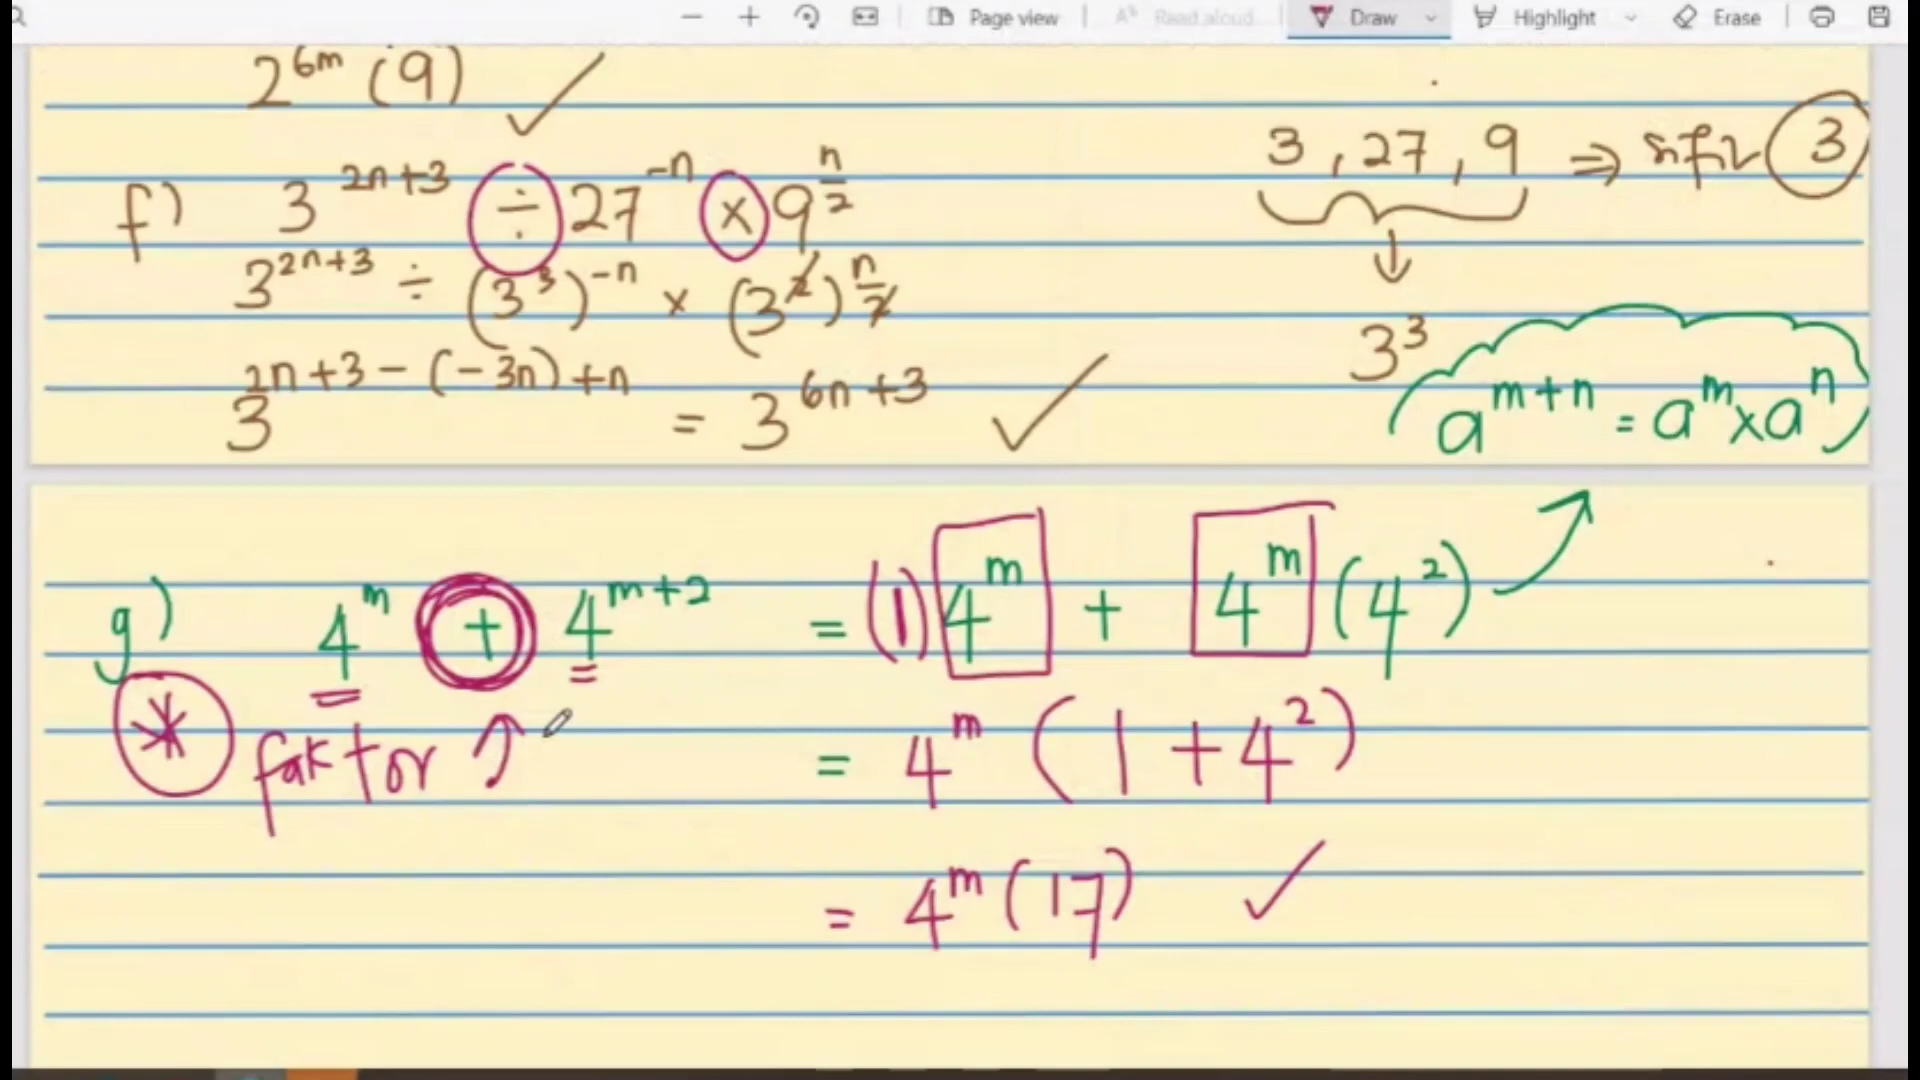 Page view Read aloud Draw Highlight Erase
2^{6m} (9) ✓
f) 3^{2n+3} ÷ 27^{-n} × 9^{n/2}
3^{2n+3} ÷ (3^3)^{-n} × (3^2)^{n/2}
3^{2n+3-(-3n)+n} = 3^{6n+3} ✓
3, 27, 9 ⇒ sifir 3
↓
3^3
a^{m+n} = a^m × a^n
g) 4^m + 4^{m+2} = (1) 4^m + 4^m (4^2)
* faktor = 4^m (1 + 4^2)
= 4^m (17) ✓